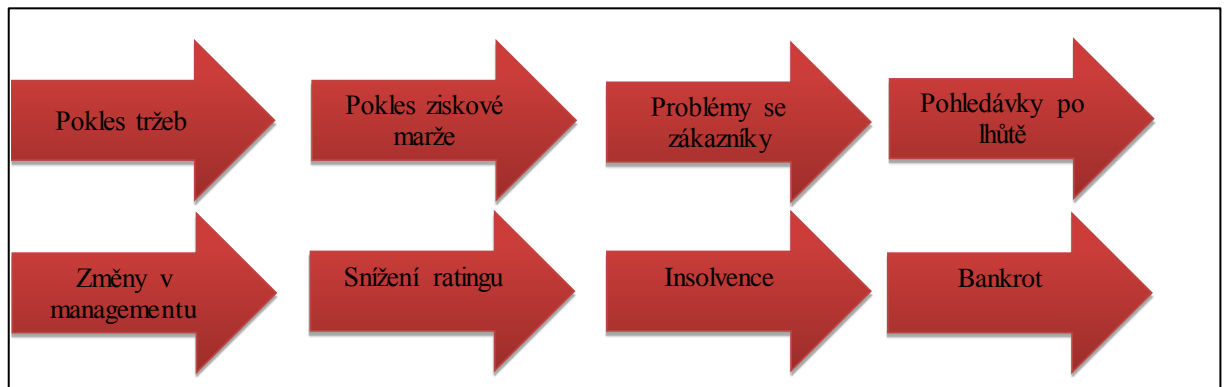 Pokles tržeb
Pokles ziskové
marže
Problémy se
zákazníky
Pohledávky po
lhůtě
Změny v
managementu
Snížení ratingu
Insolvence
Bankrot